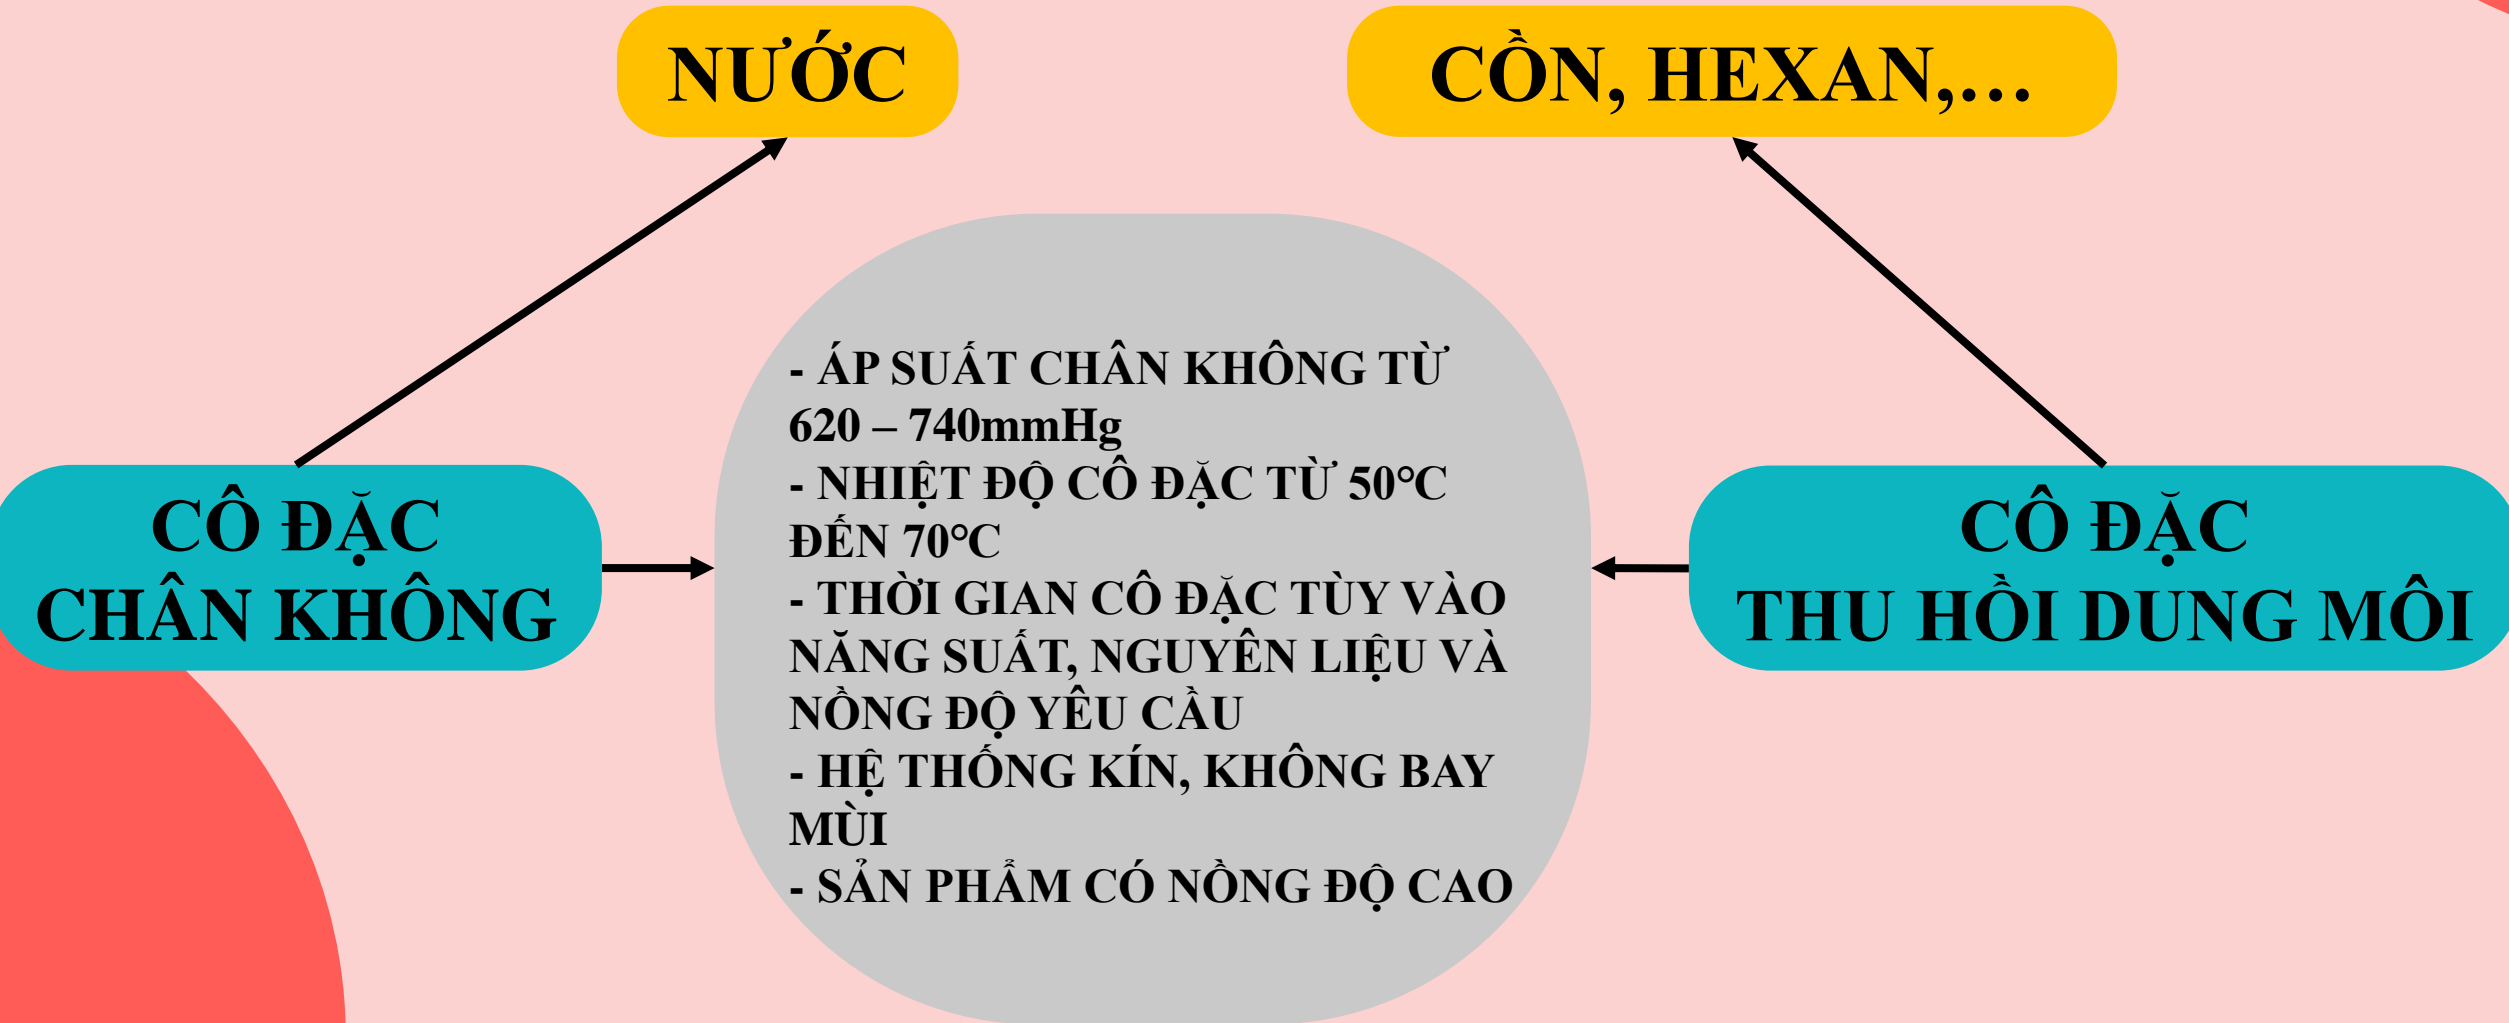 NƯỚC
CỒN, HEXAN,...
- ÁP SUẤT CHÂN KHÔNG TỪ
620 – 740mmHg
- NHIỆT ĐỘ CÔ ĐẶC TỪ 50°C
ĐẾN 70°C
- THỜI GIAN CÔ ĐẶC TÙY VÀO
NĂNG SUẤT, NGUYÊN LIỆU VÀ
NỒNG ĐỘ YÊU CẦU
- HỆ THỐNG KÍN, KHÔNG BAY
MÙI
- SẢN PHẨM CÓ NỒNG ĐỘ CAO
CÔ ĐẶC
CHÂN KHÔNG
CÔ ĐẶC
THU HỒI DUNG MÔI